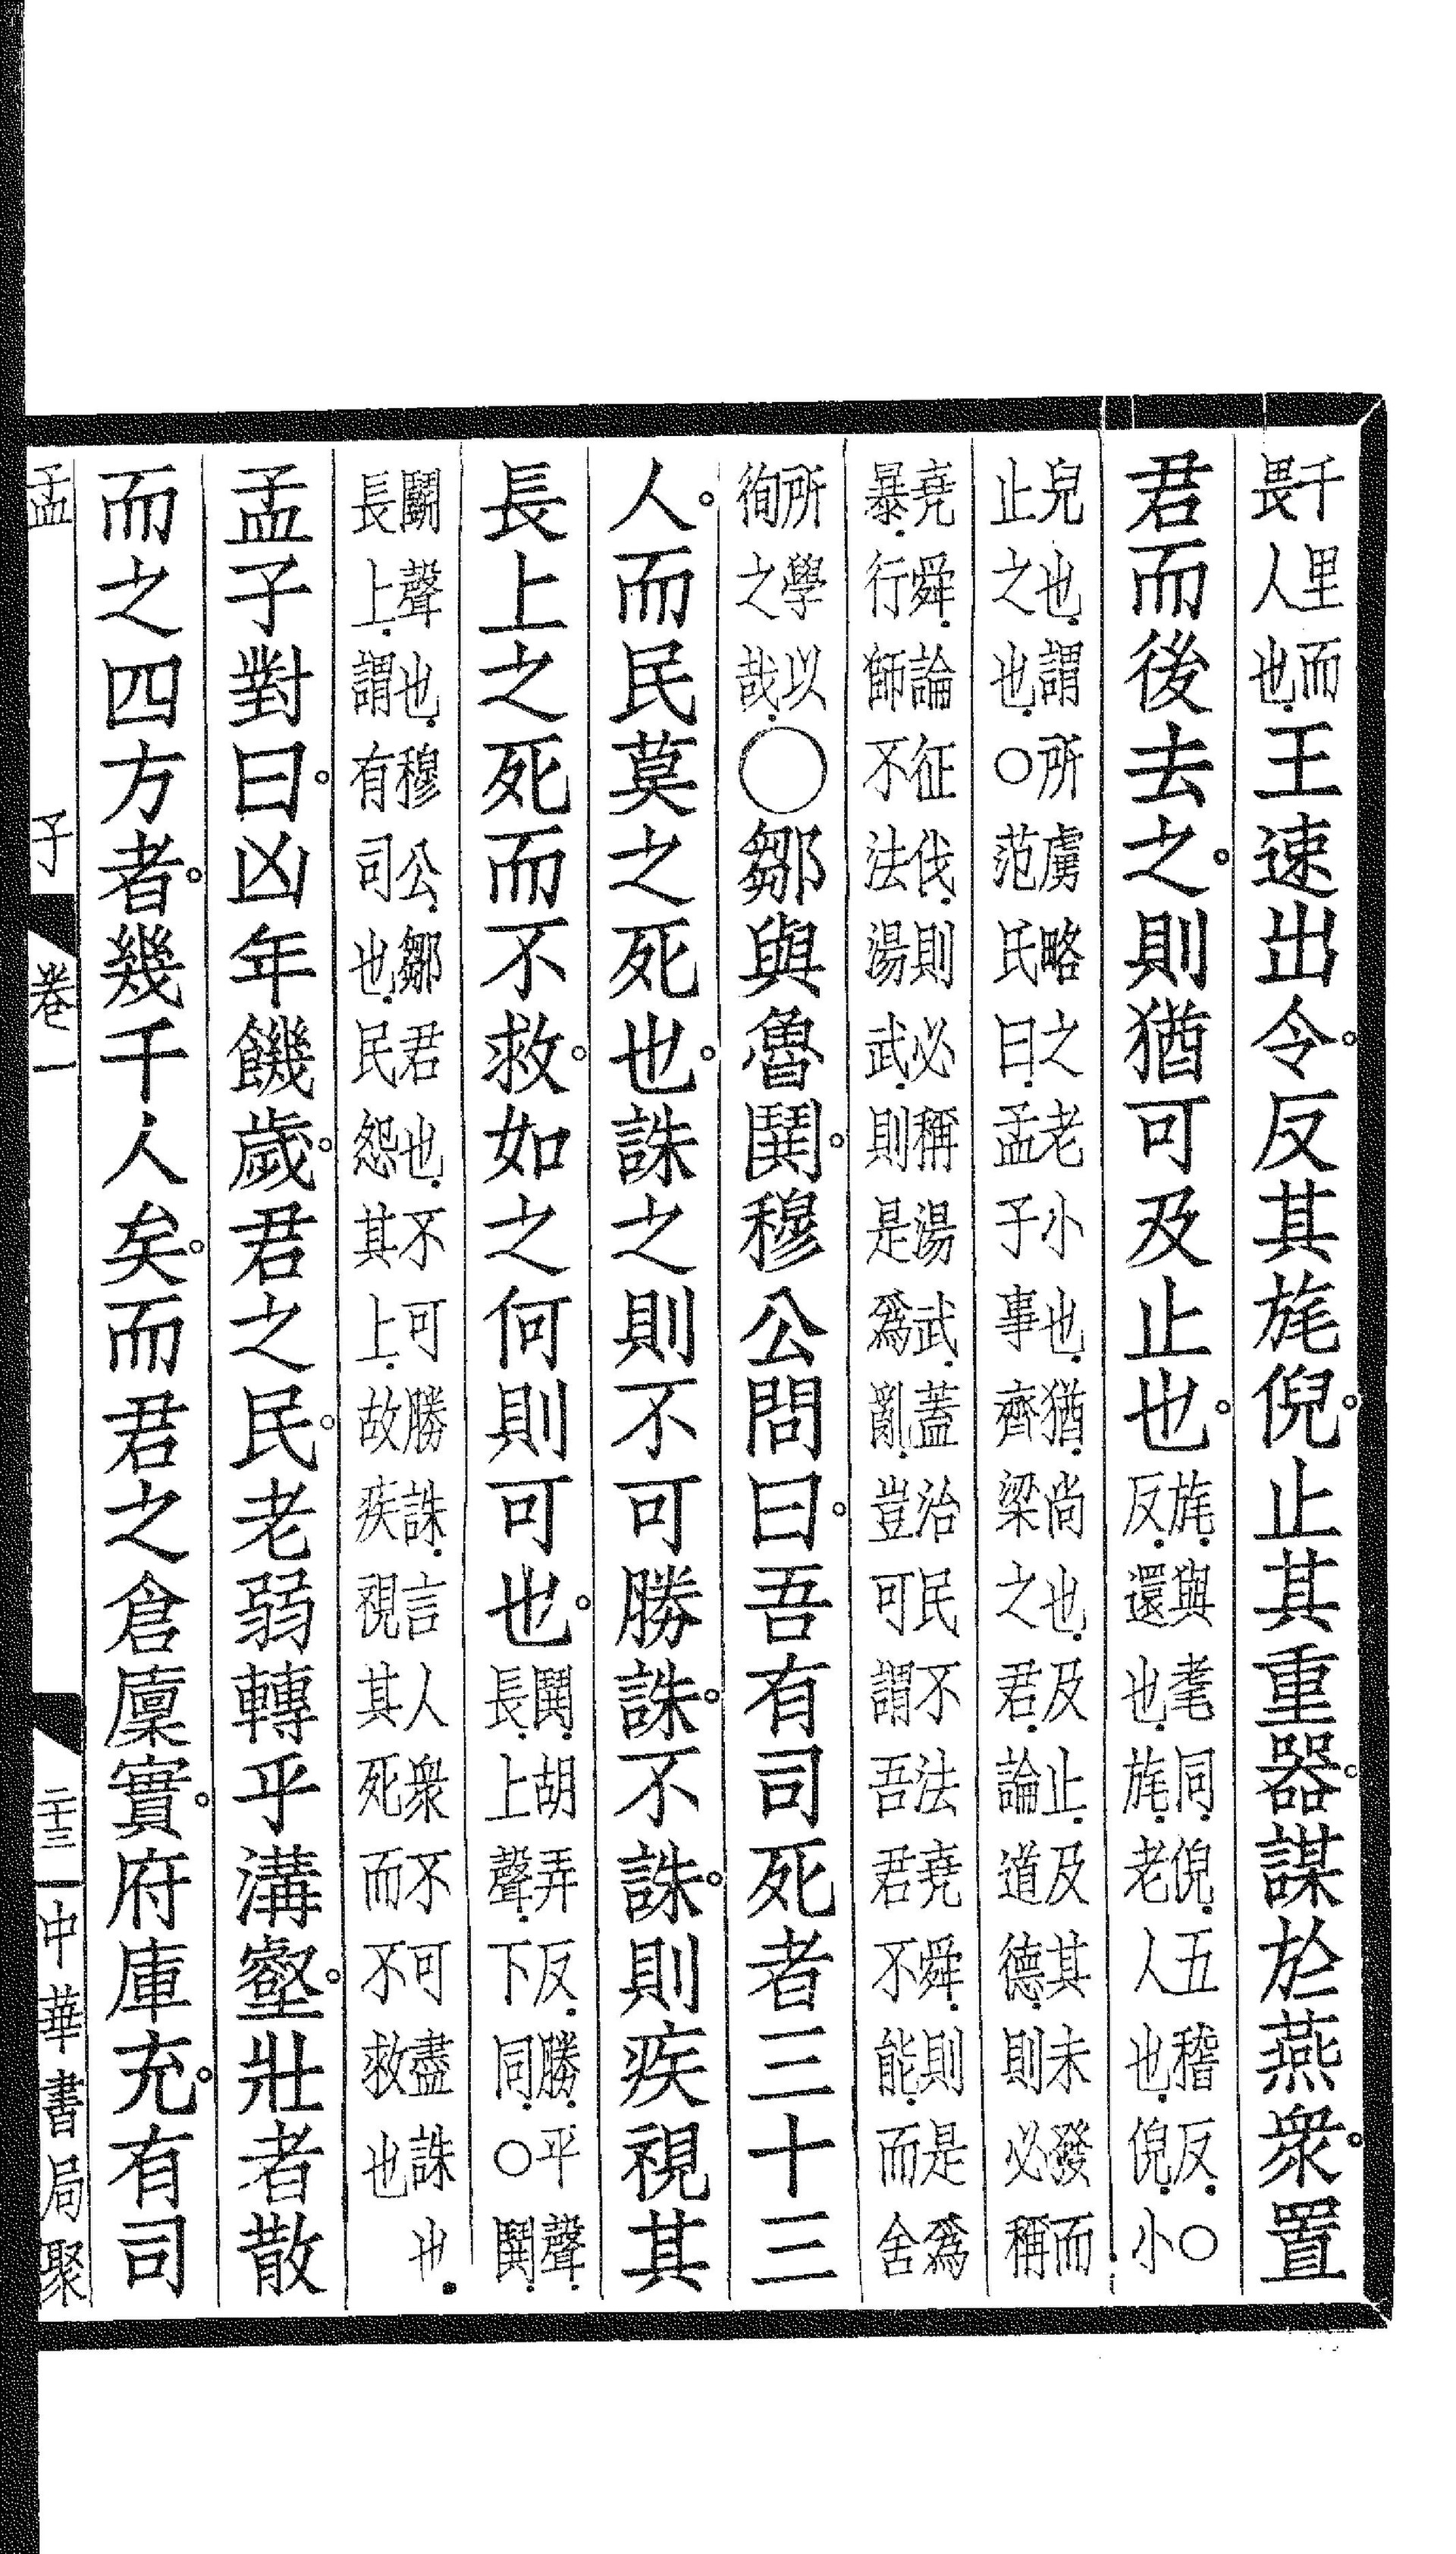 千里而畏人也王速出令反其旄倪止其重器謀於燕衆置
君而後去之則猶可及止也旄與耄同倪五稽反○反還也旄老人也倪小
兒也謂所虜略之老小也猶尚也及止及其未發而止之也○范氏曰孟子事齊梁之君論道德則必稱
堯舜論征伐則必稱湯武蓋治民不法堯舜則是爲暴行師不法湯武則是爲亂豈可謂吾君不能而舍
所學以徇之哉○鄒與魯鬨穆公問曰吾有司死者三十三
人而民莫之死也誅之則不可勝誅不誅則疾視其
長上之死而不救如之何則可也鬨胡弄反勝平聲長上聲下同○鬨
鬬聲也穆公鄒君也不可勝誅言人衆不可盡誅也長上謂有司也民怨其上故疾視其死而不救也
孟子對曰凶年饑歲君之民老弱轉乎溝壑壯者散
而之四方者幾千人矣而君之倉廩實府庫充有司
孟子 卷一 二十三 中華書局聚